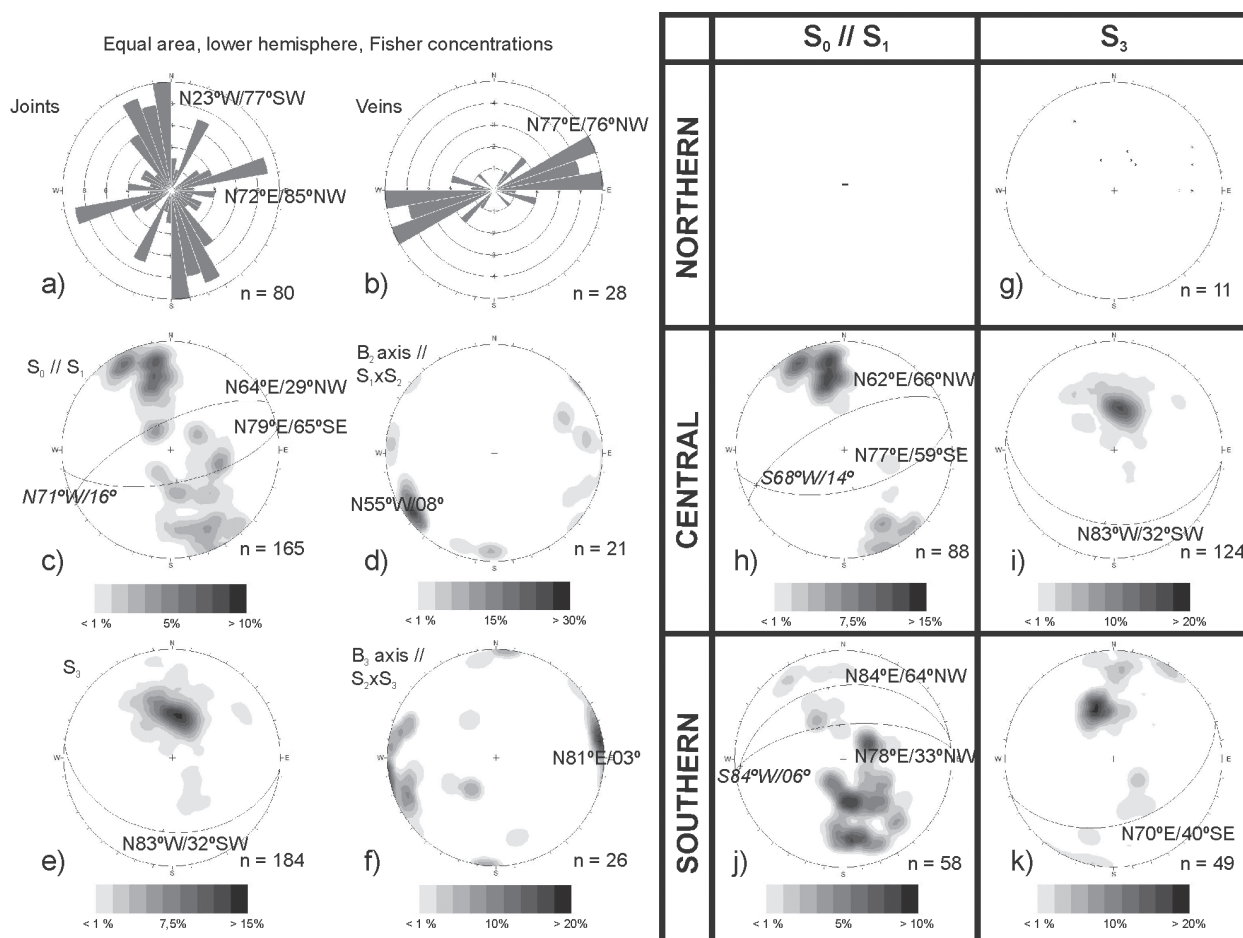 Equal area, lower hemisphere, Fisher concentrations
Joints
N
N23ºW/77ºSW
W
E
N72ºE/85ºNW
S
a)
n = 80
Veins
N
N77ºE/76ºNW
W
E
S
b)
n = 28
S0 // S1
N
N64ºE/29ºNW
N79ºE/65ºSE
W
E
N71ºW/16º
S
c)
n = 165
< 1 % 5% > 10%
B2 axis //
S1xS2
N
W
E
N55ºW/08º
S
d)
n = 21
< 1 % 15% > 30%
S3
N
W
E
N83ºW/32ºSW
S
e)
n = 184
< 1 % 7,5% > 15%
B3 axis //
S2xS3
N
W
E
N81ºE/03º
S
f)
n = 26
< 1 % 10% > 20%
S0 // S1
S3
NORTHERN
-
N
W
E
S
g)
n = 11
CENTRAL
N
N62ºE/66ºNW
W
E
N77ºE/59ºSE
S68ºW/14º
S
h)
n = 88
< 1 % 7,5% > 15%
N
W
E
N83ºW/32ºSW
S
i)
n = 124
< 1 % 10% > 20%
SOUTHERN
N
N84ºE/64ºNW
W
E
N78ºE/33ºNW
S84ºW/06º
S
j)
n = 58
< 1 % 5% > 10%
N
W
E
N70ºE/40ºSE
S
k)
n = 49
< 1 % 10% > 20%